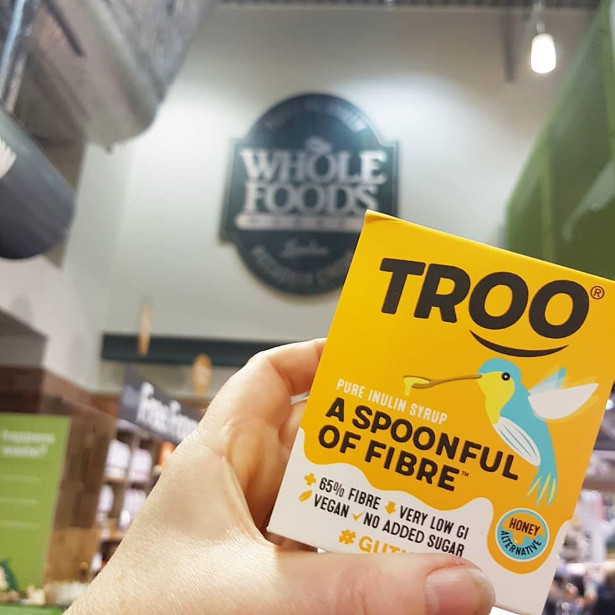 WHOLE
FOODS
TROO®
PURE INULIN SYRUP
A SPOONFUL
OF FIBRE™
65% FIBRE VERY LOW GI
VEGAN NO ADDED SUGAR
HONEY
ALTERNATIVE